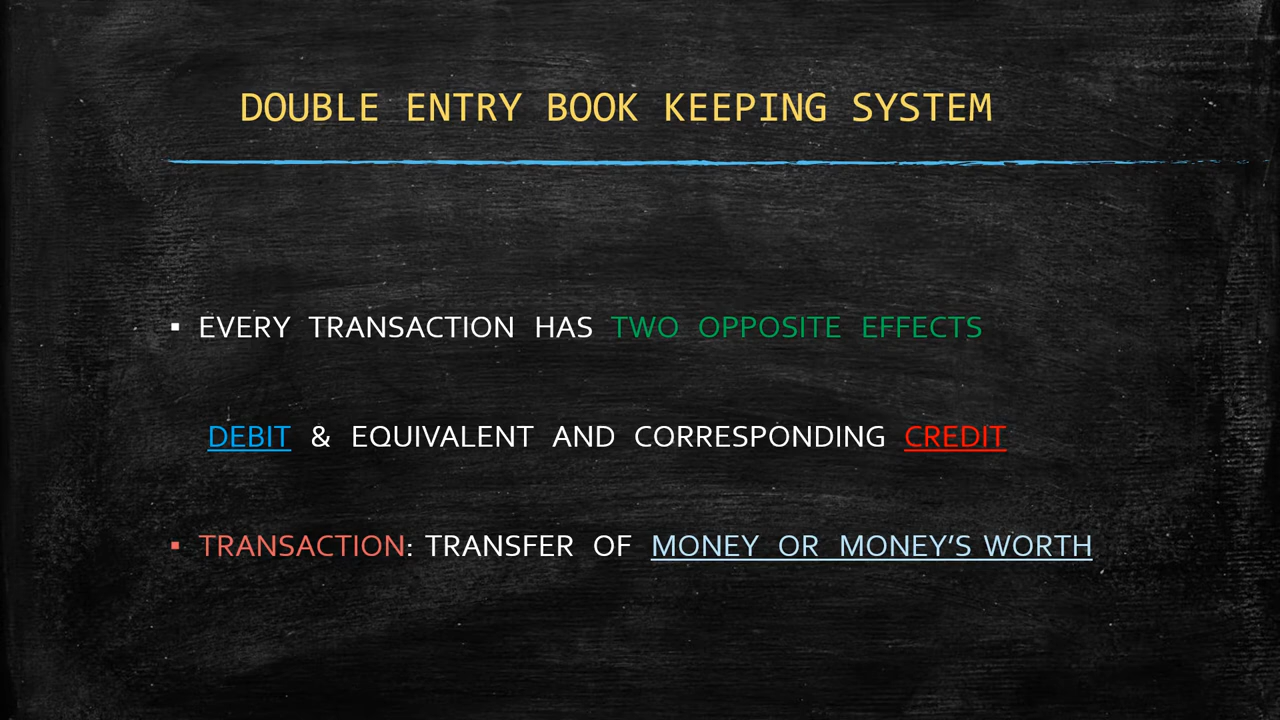 DOUBLE ENTRY BOOK KEEPING SYSTEM
▪ EVERY TRANSACTION HAS TWO OPPOSITE EFFECTS
DEBIT & EQUIVALENT AND CORRESPONDING CREDIT
▪ TRANSACTION: TRANSFER OF MONEY OR MONEY’S WORTH